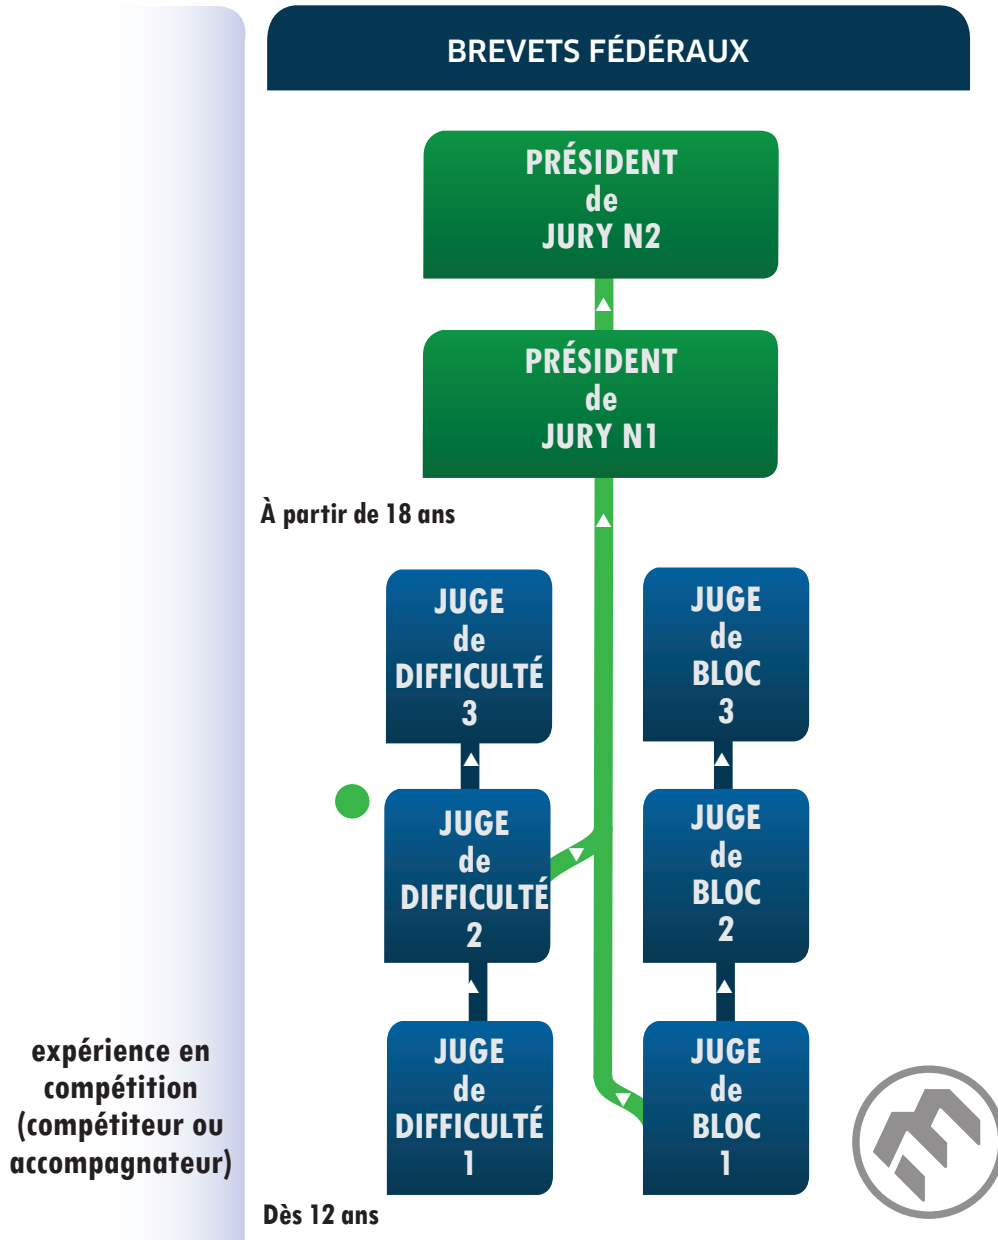 BREVETS FÉDÉRAUX
PRÉSIDENT
de
JURY N2
PRÉSIDENT
de
JURY N1
À partir de 18 ans
JUGE
de
DIFFICULTÉ
3
JUGE
de
BLOC
3
JUGE
de
DIFFICULTÉ
2
JUGE
de
BLOC
2
expérience en
compétition
(compétiteur ou
accompagnateur)
JUGE
de
DIFFICULTÉ
1
JUGE
de
BLOC
1
Dès 12 ans